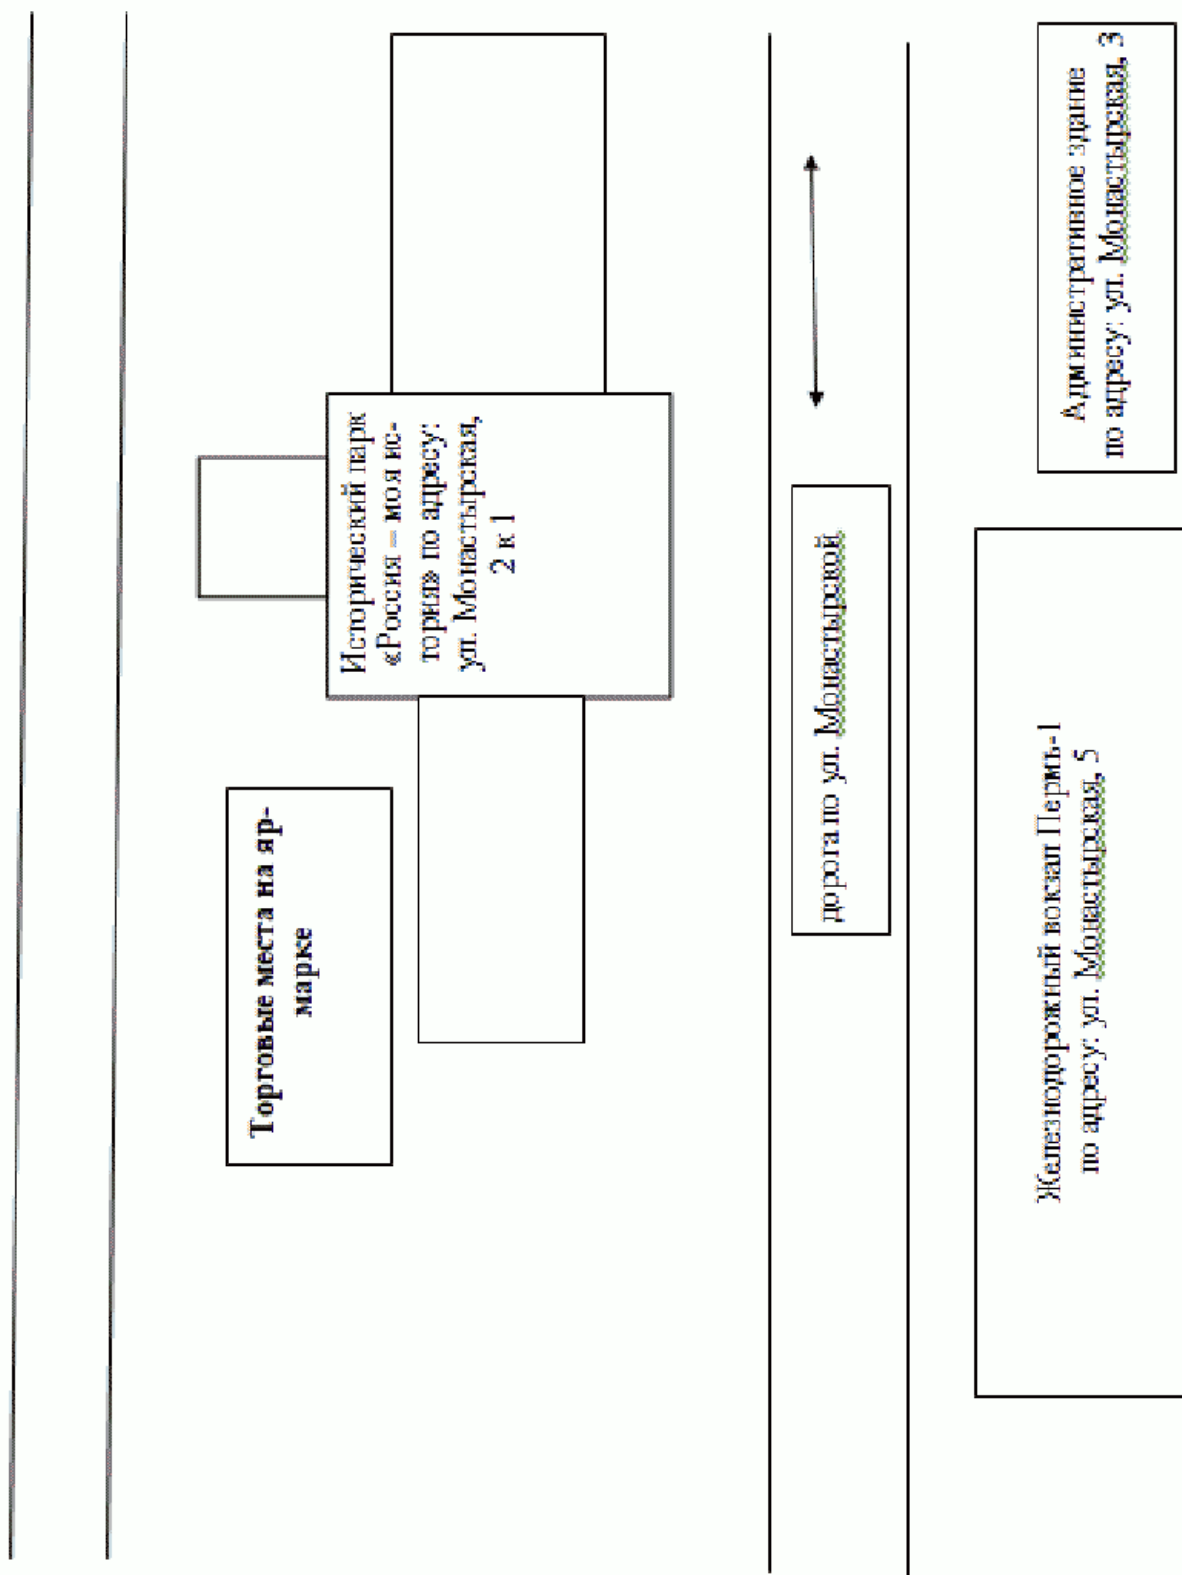 Торговые места на яр-
марке
Исторический парк
«Россия – моя ис-
тория» по адресу:
ул. Монастырская,
2 к 1
дорога по ул. Монастырской
Железнодорожный вокзал Пермь-1
по адресу: ул. Монастырская, 5
Административное здание
по адресу: ул. Монастырская, 3